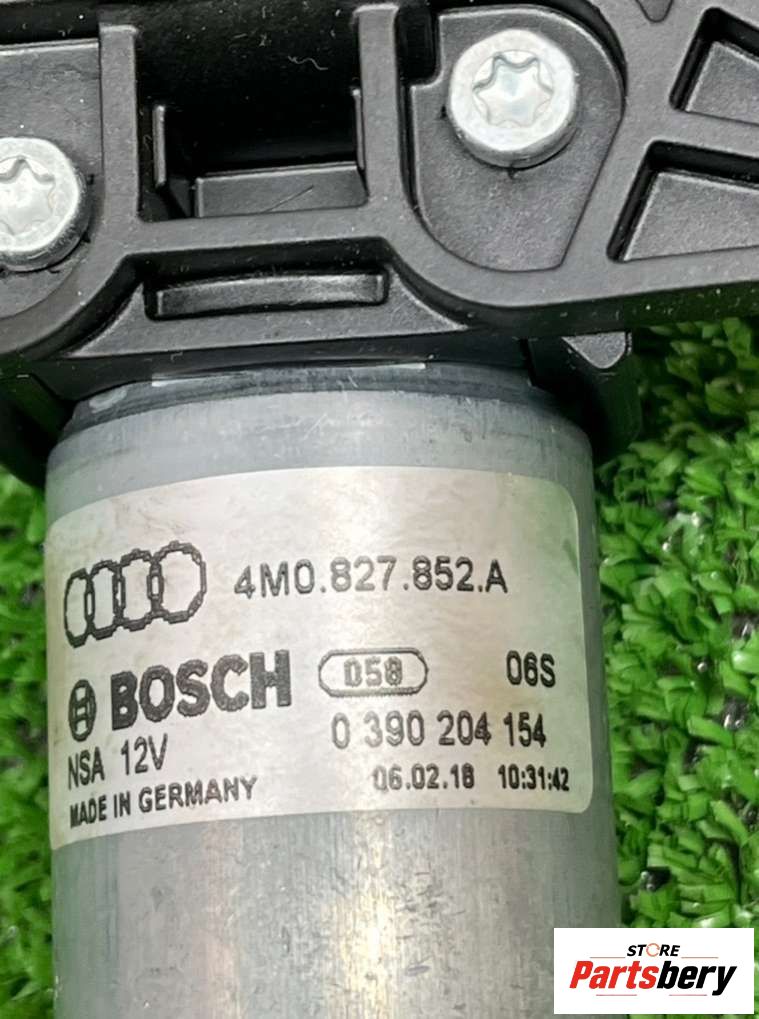 4M0.827.852.A
BOSCH 058 06S
NSA 12V 0 390 204 154
MADE IN GERMANY 06.02.18 10:31:42
STORE
Partsbery